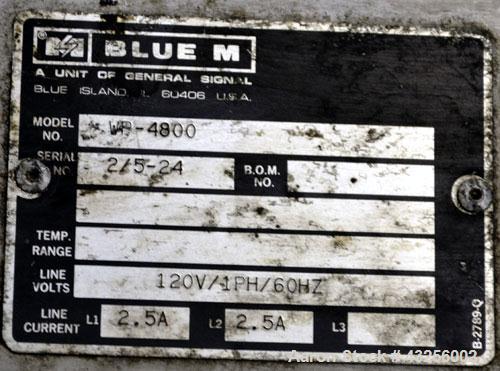 BLUE M
A UNIT OF GENERAL SIGNAL
BLUE ISLAND, IL 60406 U.S.A.
MODEL NO. WB-4800
SERIAL NO. 2/5-24 B.O.M. NO.
TEMP. RANGE
LINE VOLTS 120V/1PH/60HZ
LINE CURRENT L1 2.5A L2 2.5A L3
B-2789-Q
Aaron Stock # 43256002